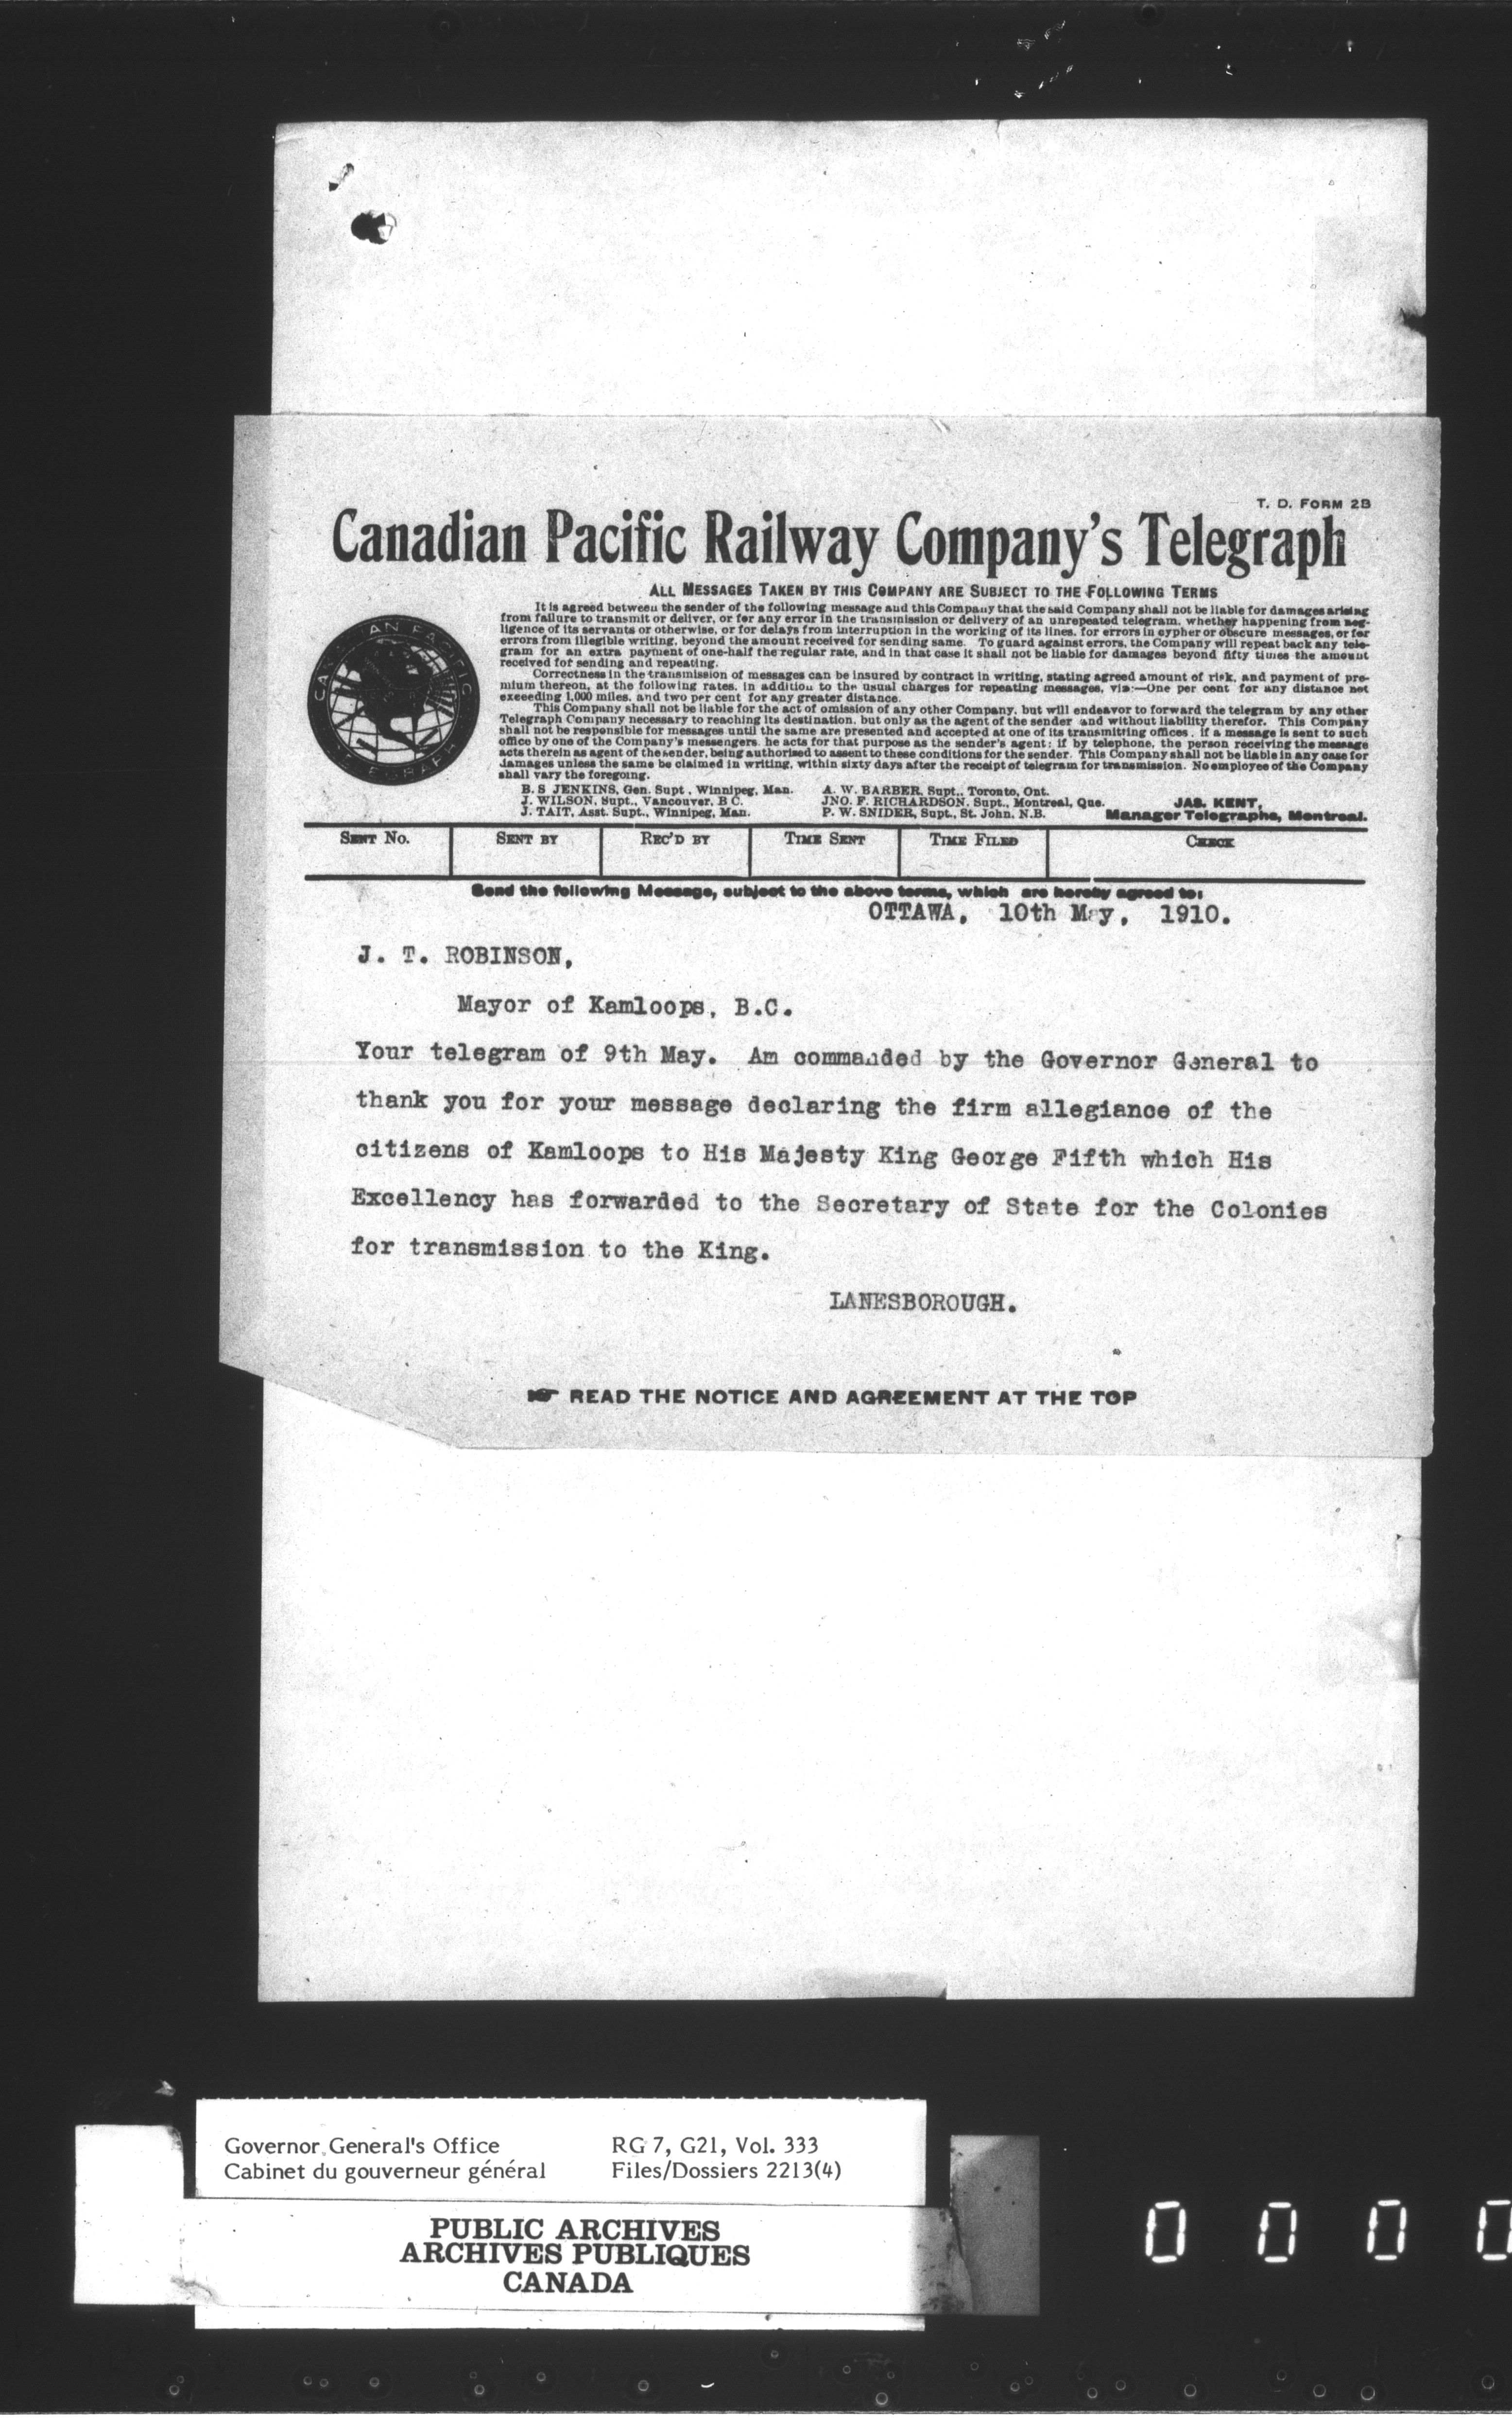 T. D. FORM 2B
Canadian Pacific Railway Company's Telegraph
ALL MESSAGES TAKEN BY THIS COMPANY ARE SUBJECT TO THE FOLLOWING TERMS
It is agreed between the sender of the following message and this Company that the said Company shall not be liable for damages arising
from failure to transmit or deliver, or for any error in the transmission or delivery of an unrepeated telegram, whether happening from neg-
ligence of its servants or otherwise, or for delays from interruption in the working of its lines, for errors in cypher or obscure messages, or for
errors from illegible writing, beyond the amount received for sending same. To guard against errors, the Company will repeat back any tele-
gram for an extra payment of one-half the regular rate, and in that case it shall not be liable for damages beyond fifty times the amount
received for sending and repeating.
Correctness in the transmission of messages can be insured by contract in writing, stating agreed amount of risk, and payment of pre-
mium thereon, at the following rates, in addition to the usual charges for repeating messages, viz:—One per cent for any distance not
exceeding 1,000 miles, and two per cent for any greater distance.
This Company shall not be liable for the act of omission of any other Company, but will endeavor to forward the telegram by any other
Telegraph Company necessary to reaching its destination, but only as the agent of the sender and without liability therefor. This Company
shall not be responsible for messages until the same are presented and accepted at one of its transmitring offices. if a message is sent to such
office by one of the Company's messengers, he acts for that purpose as the sender's agent; if by telephone, the person receiving the message
acts therein as agent of the sender, being authorised to assent to these conditions for the sender. This Company shall not be liable in any case for
damages unless the same be claimed in writing, within sixty days after the receipt of telegram for transmission. No employee of the Company
shall vary the foregoing.
CANADIAN PACIFIC
TELEGRAPH
B. S JENKINS, Gen. Supt, Winnipeg, Man. A. W. BARBER, Supt., Toronto, Ont.
J. WILSON, Supt., Vancouver, B C. JNO. F. RICHARDSON, Supt., Montreal, Que. JAS. KENT,
J. TAIT, Asst. Supt., Winnipeg, Man. P. W. SNIDER, Supt., St. John, N.B. Manager Telegraphs, Montreal.
SENT NO. SENT BY REC'D BY TIME SENT TIME FILED CHECK
Send the following Message, subject to the above terms, which are hereby agreed to:
OTTAWA, 10th May, 1910.
J. T. ROBINSON,
Mayor of Kamloops, B.C.
Your telegram of 9th May. Am commanded by the Governor General to
thank you for your message declaring the firm allegiance of the
citizens of Kamloops to His Majesty King George Fifth which His
Excellency has forwarded to the Secretary of State for the Colonies
for transmission to the King.
LANESBOROUGH.
READ THE NOTICE AND AGREEMENT AT THE TOP
Governor General's Office RG 7, G21, Vol. 333
Cabinet du gouverneur général Files/Dossiers 2213(4)
PUBLIC ARCHIVES
ARCHIVES PUBLIQUES
CANADA
0 0 0 0